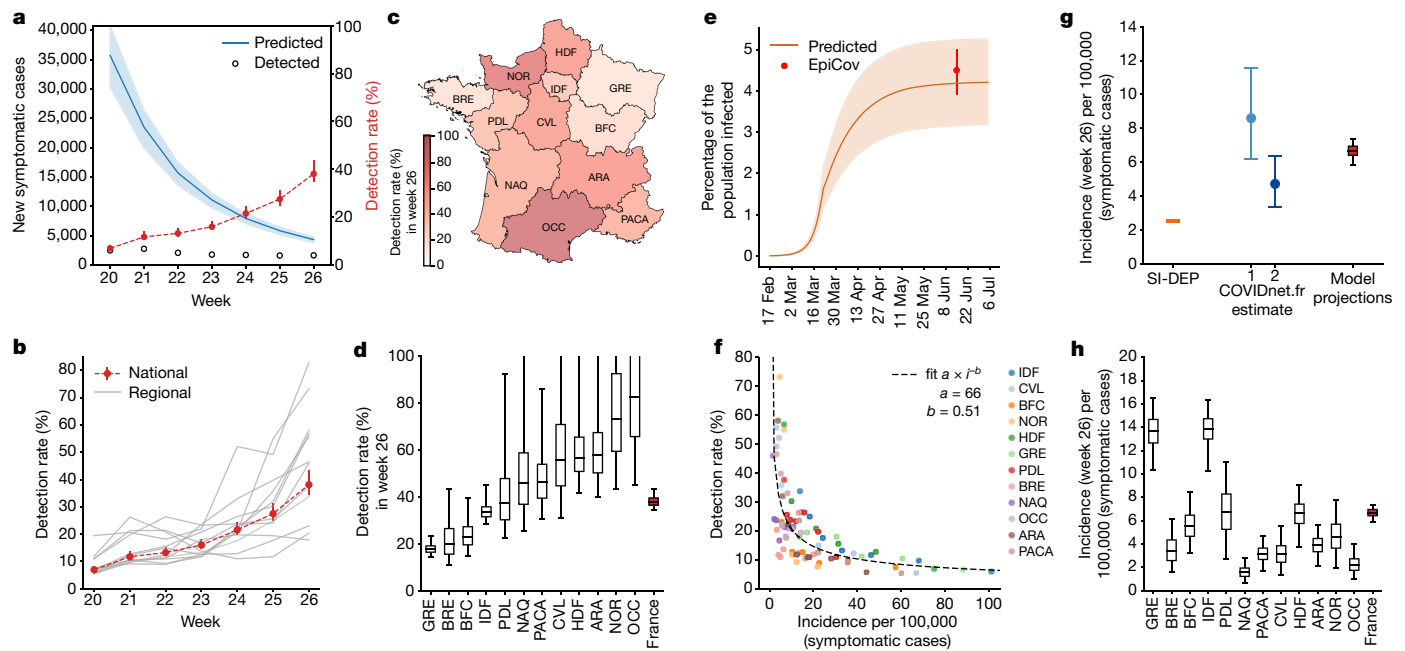 a
40,000
35,000
30,000
25,000
20,000
15,000
10,000
5,000
0
New symptomatic cases
100
80
60
40
20
0
Detection rate (%)
Predicted
Detected
20 21 22 23 24 25 26
Week
b
80
70
60
50
40
30
20
10
0
Detection rate (%)
National
Regional
20 21 22 23 24 25 26
Week
c
HDF
NOR
IDF
GRE
BRE
PDL
CVL
BFC
NAQ
ARA
OCC
PACA
Detection rate (%)
in week 26
100
80
60
40
20
0
d
100
80
60
40
20
0
Detection rate (%)
in week 26
GRE
BRE
BFC
IDF
PDL
NAQ
PACA
CVL
HDF
ARA
NOR
OCC
France
e
5
4
3
2
1
0
Percentage of the
population infected
Predicted
EpiCov
17 Feb
2 Mar
16 Mar
30 Mar
13 Apr
27 Apr
11 May
25 May
8 Jun
22 Jun
6 Jul
f
80
70
60
50
40
30
20
10
0
Detection rate (%)
fit a × i⁻ᵇ
a = 66
b = 0.51
IDF
CVL
BFC
NOR
HDF
GRE
PDL
BRE
NAQ
OCC
ARA
PACA
0 20 40 60 80 100
Incidence per 100,000
(symptomatic cases)
g
14
12
10
8
6
4
2
0
Incidence (week 26) per 100,000
(symptomatic cases)
SI-DEP
1 2
COVIDnet.fr
estimate
Model
projections
h
20
18
16
14
12
10
8
6
4
2
0
Incidence (week 26) per
100,000 (symptomatic cases)
GRE
BRE
BFC
IDF
PDL
NAQ
PACA
CVL
HDF
ARA
NOR
OCC
France